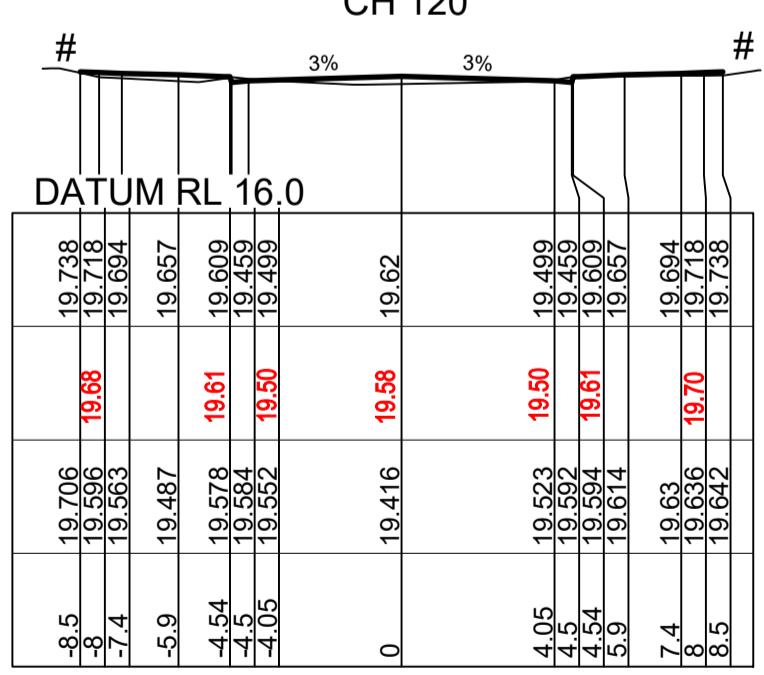 CH 120
# #
3% 3%
DATUM RL 16.0
19.738 19.718 19.694 19.657 19.609 19.459 19.499 19.62 19.499 19.459 19.609 19.657 19.694 19.718 19.738
19.68 19.61 19.50 19.58 19.50 19.61 19.70
19.706 19.596 19.563 19.487 19.578 19.584 19.552 19.416 19.523 19.592 19.594 19.614 19.63 19.636 19.642
-8.5 -8 -7.4 -5.9 -4.54 -4.5 -4.05 0 4.05 4.5 4.54 5.9 7.4 8 8.5